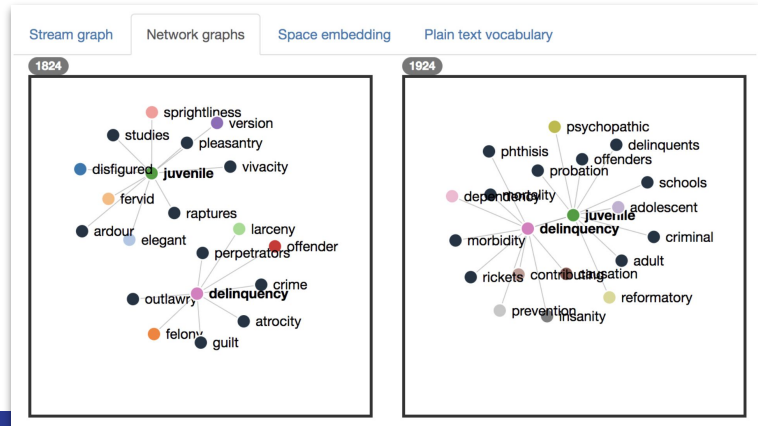 Stream graph
Network graphs
Space embedding
Plain text vocabulary
1824
sprightliness
version
studies
pleasantry
disfigured
juvenile
vivacity
fervid
raptures
ardour
elegant
larceny
perpetrators
offender
crime
outlawry
delinquency
atrocity
felony
guilt
1924
psychopathic
phthisis
delinquents
offenders
probation
schools
dependency
mortality
juvenile
adolescent
delinquency
morbidity
criminal
adult
rickets
contributing
causation
reformatory
prevention
insanity